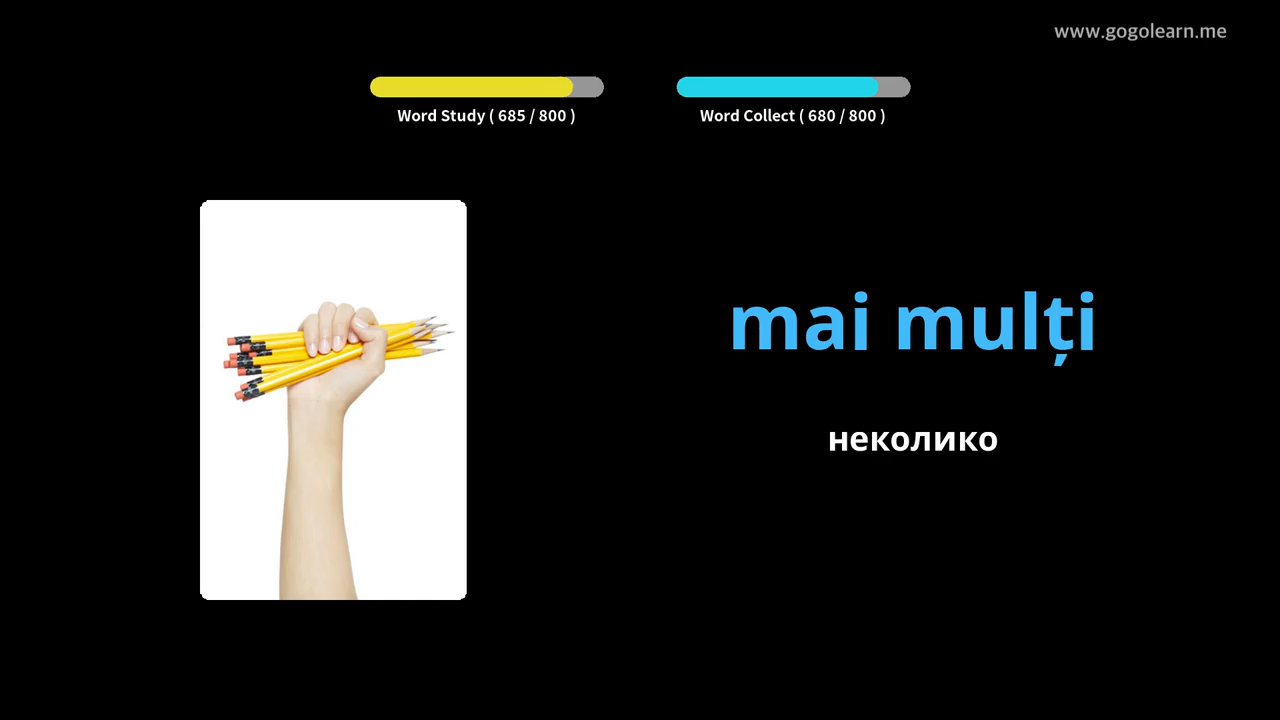 www.gogolearn.me
Word Study ( 685 / 800 )
Word Collect ( 680 / 800 )
mai mulți
неколико